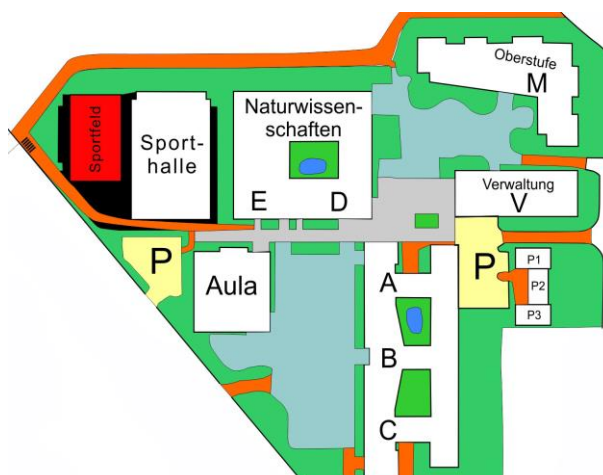 Oberstufe
M
Naturwissen-
schaften
Sportfeld
Sport-
halle
E D
Verwaltung
V
P
Aula
A
P
P1
P2
P3
B
C